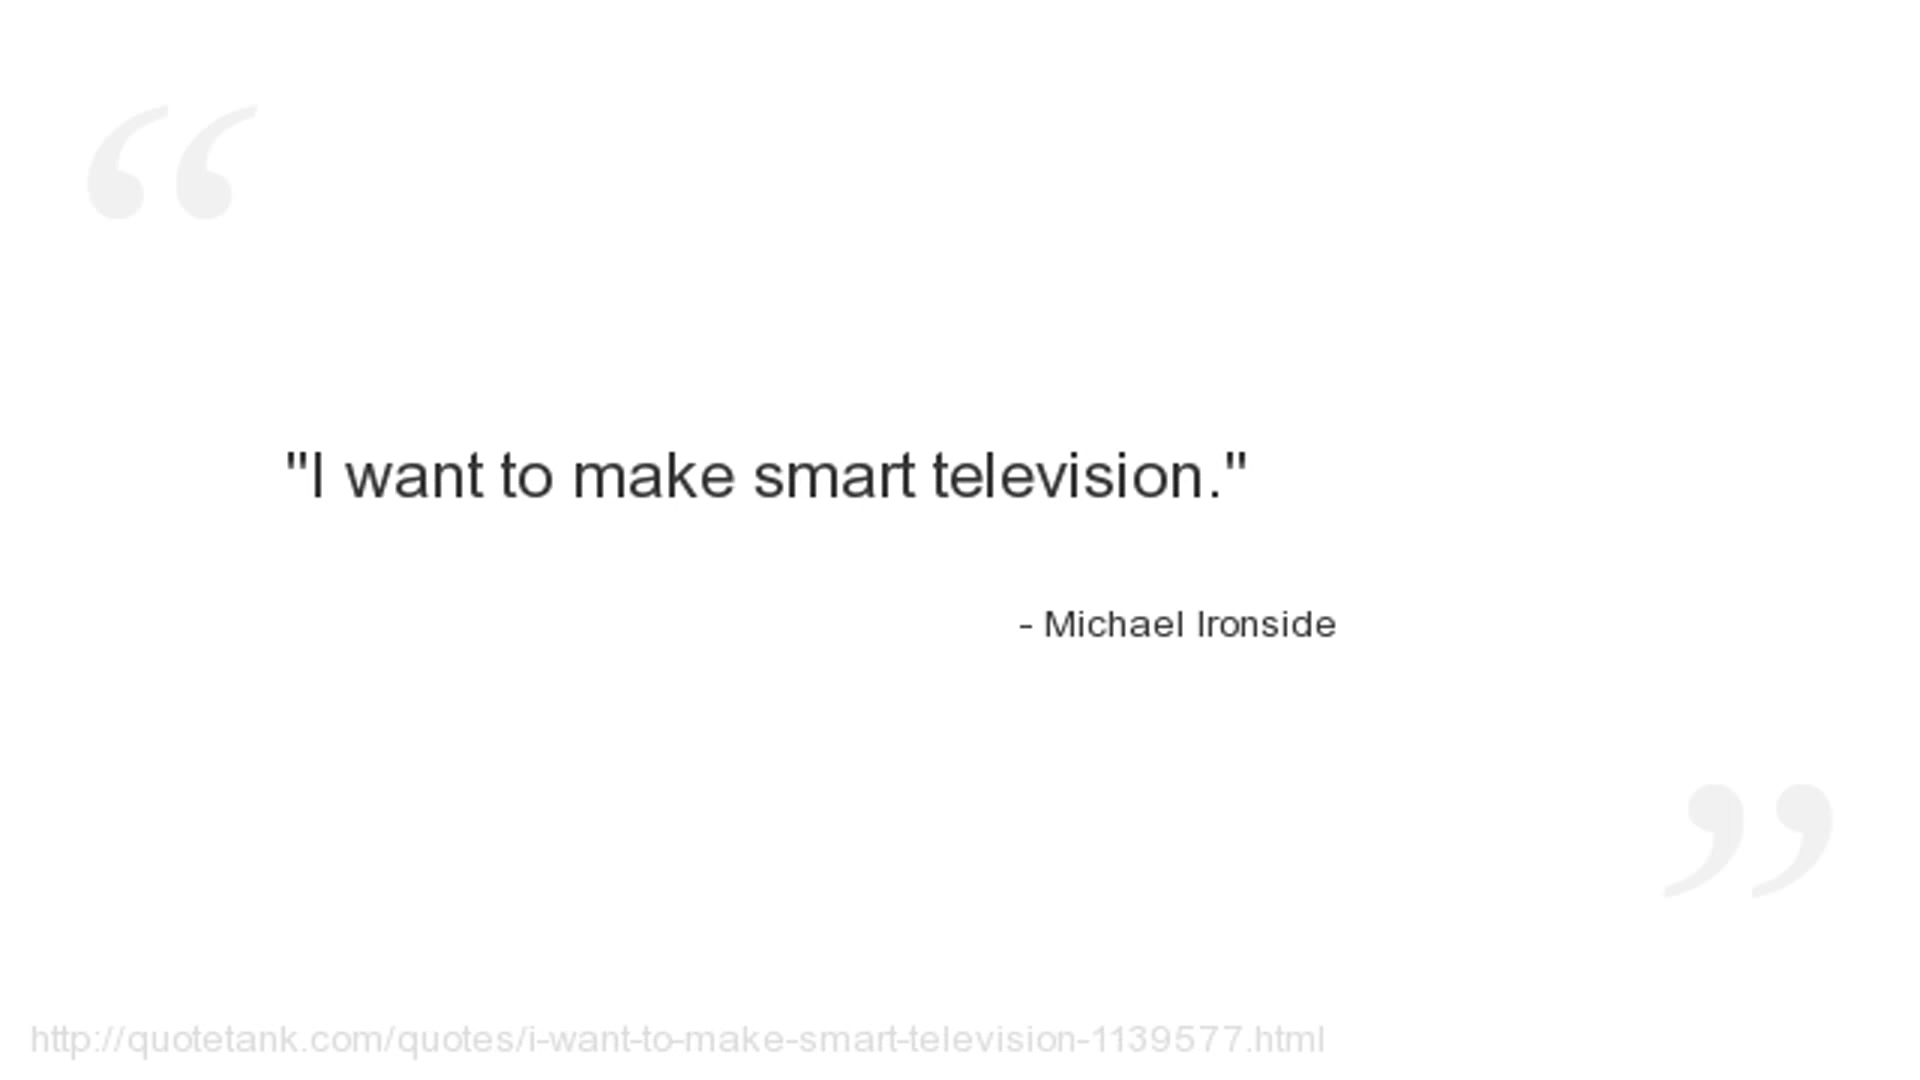 "I want to make smart television."
- Michael Ironside
http://quotetank.com/quotes/i-want-to-make-smart-television-1139577.html